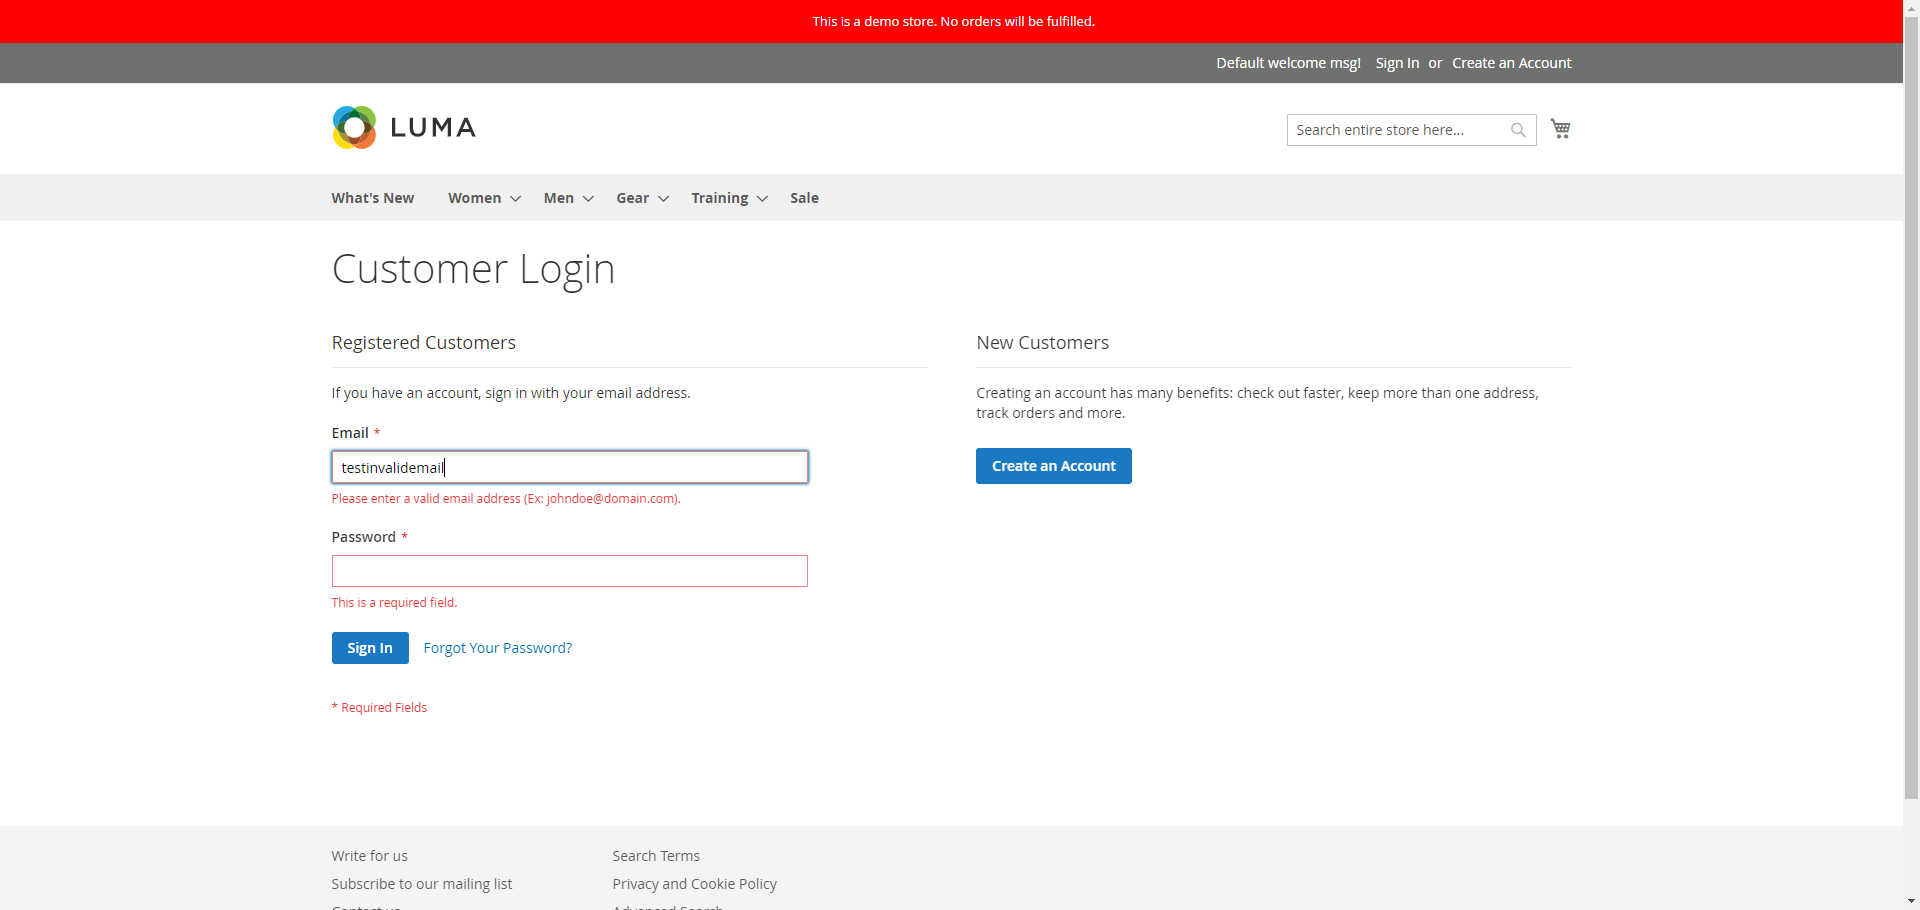 This is a demo store. No orders will be fulfilled.
Default welcome msg! Sign In or Create an Account
LUMA
Search entire store here...
What's New Women Men Gear Training Sale
Customer Login
Registered Customers
If you have an account, sign in with your email address.
Email *
testinvalidemail
Please enter a valid email address (Ex: johndoe@domain.com).
Password *
This is a required field.
Sign In Forgot Your Password?
* Required Fields
New Customers
Creating an account has many benefits: check out faster, keep more than one address,
track orders and more.
Create an Account
Write for us
Subscribe to our mailing list
Contact us
Search Terms
Privacy and Cookie Policy
Advanced Search